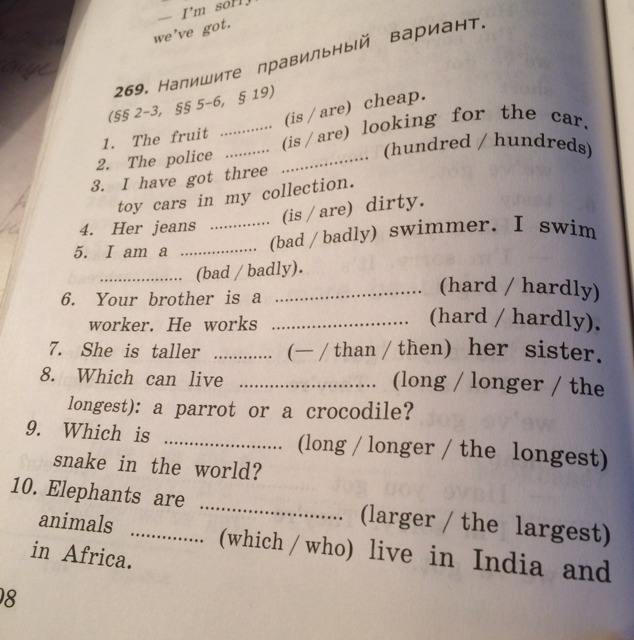 — I'm sorry
we've got.
269. Напишите правильный вариант.
(§§ 2–3, §§ 5–6, § 19)
1. The fruit ............ (is / are) cheap.
2. The police .......... (is / are) looking for the car.
3. I have got three .................... (hundred / hundreds)
toy cars in my collection.
4. Her jeans .............. (is / are) dirty.
5. I am a .................. (bad / badly) swimmer. I swim
................... (bad / badly).
6. Your brother is a .................................. (hard / hardly)
worker. He works ................................ (hard / hardly).
7. She is taller ............ (— / than / then) her sister.
8. Which can live .............................. (long / longer / the
longest): a parrot or a crocodile?
9. Which is .......................... (long / longer / the longest)
snake in the world?
10. Elephants are ............................... (larger / the largest)
animals ................ (which / who) live in India and
in Africa.
98